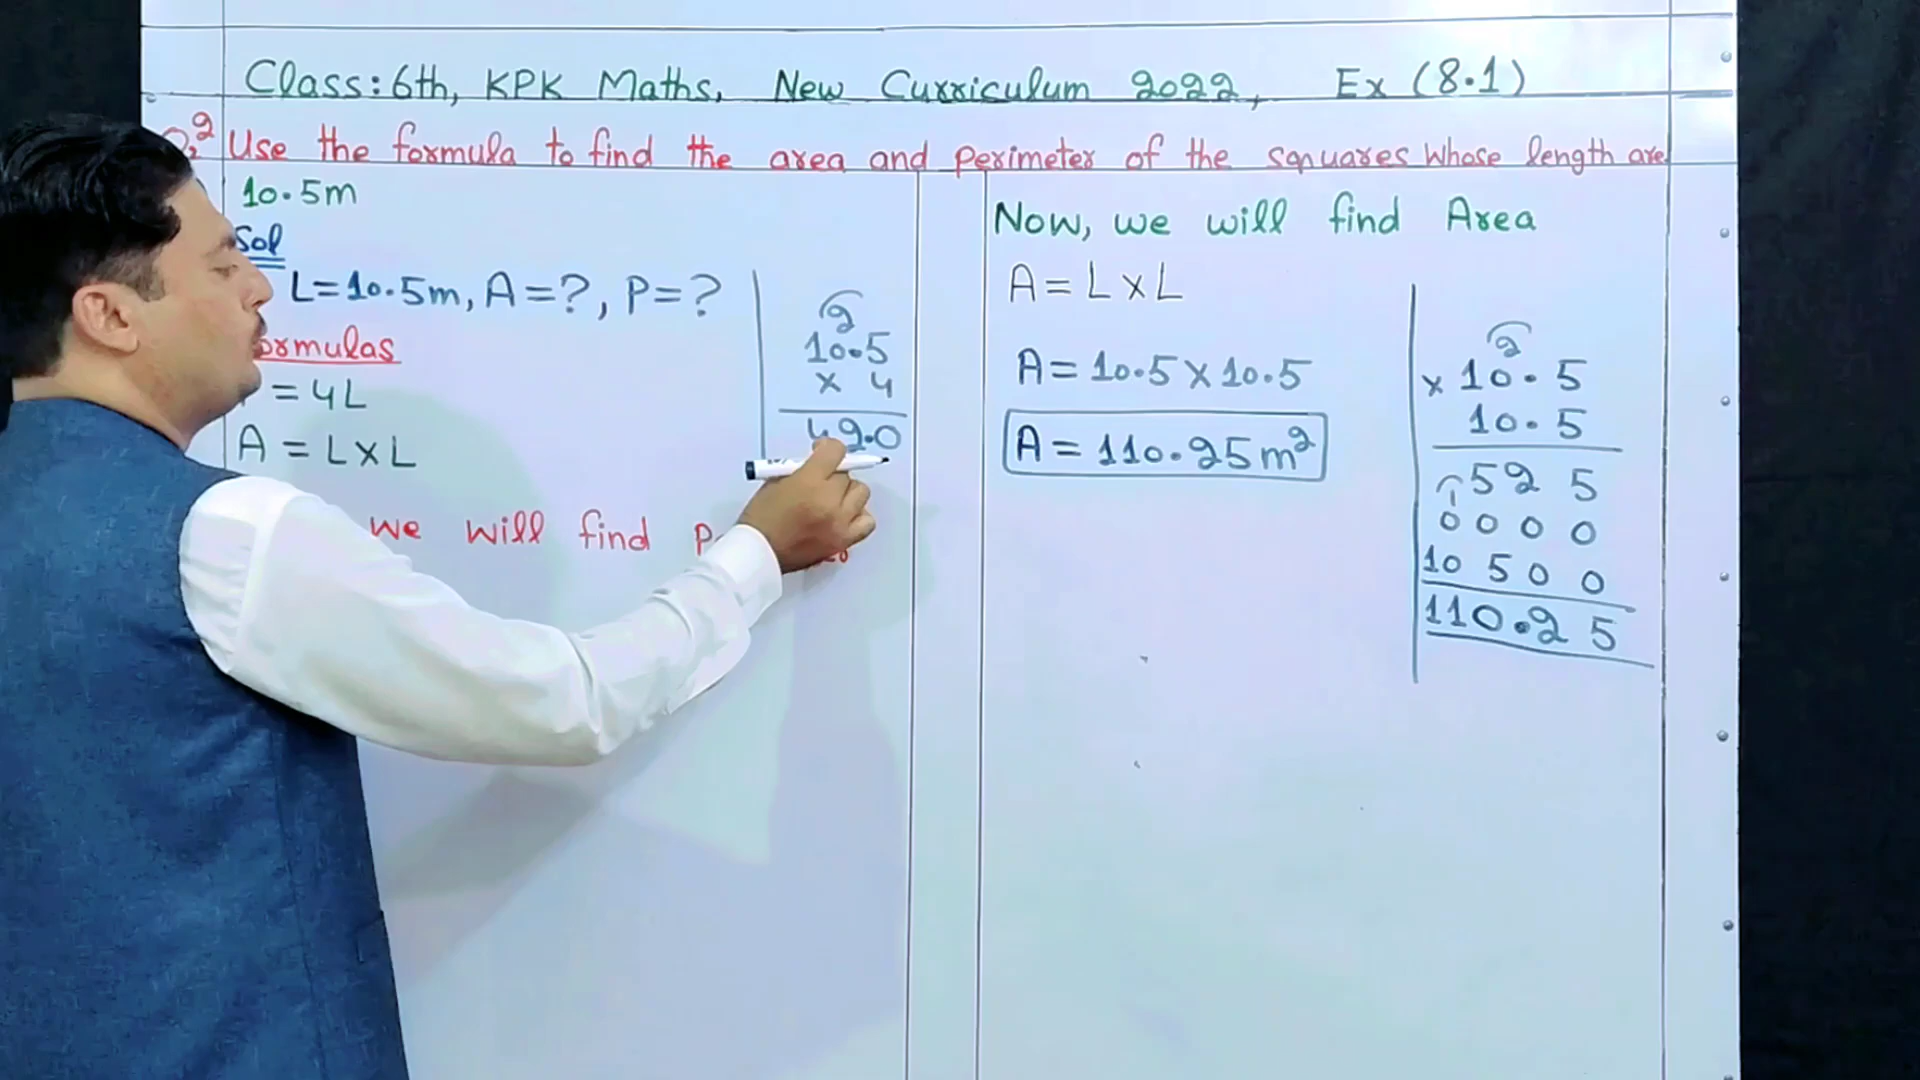 Class: 6th, KPK Maths, New Curriculum 2022, Ex (8.1)
Q2 Use the formula to find the area and perimeter of the squares whose length are
10.5m
Sol
L=10.5m, A=?, P=?
Formulas
= 4L
A = L×L
we will find
2
10.5
× 4
42.0
Now, we will find Area
A = L×L
A = 10.5×10.5
A = 110.25m²
2
×10.5
10.5
1
525
0000
10500
110.25